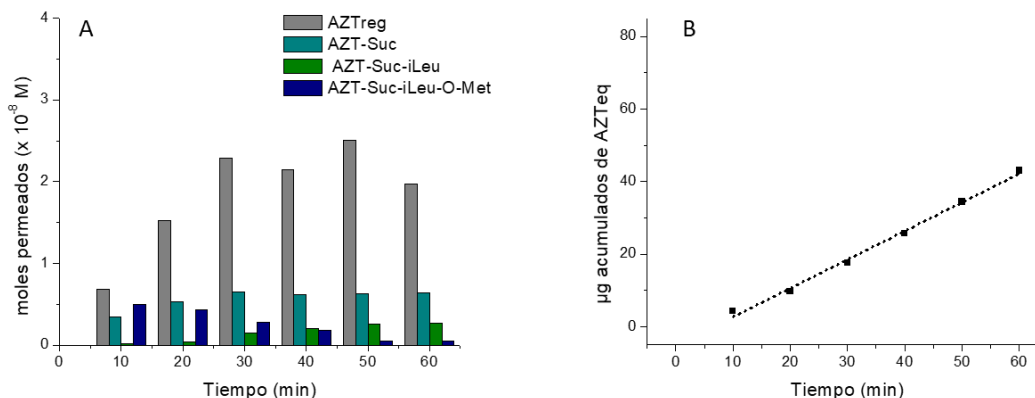 A
AZTreg
AZT-Suc
AZT-Suc-iLeu
AZT-Suc-iLeu-O-Met
moles permeados (x 10⁻⁸ M)
4
3
2
1
0
0 10 20 30 40 50 60
Tiempo (min)
B
µg acumulados de AZTeq
80
60
40
20
0
0 10 20 30 40 50 60
Tiempo (min)